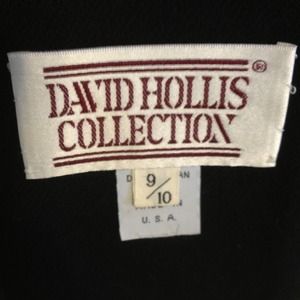 DAVID HOLLIS ®
COLLECTION
9/10
U. S. A.